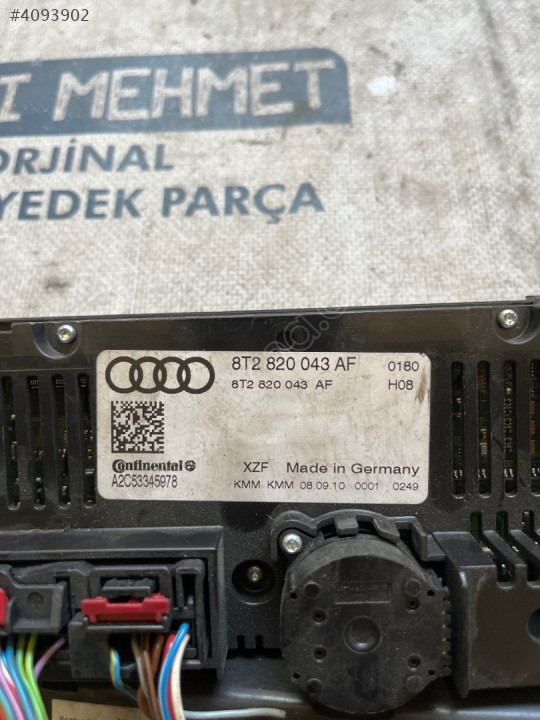 #4093902
I MEHMET
ORJİNAL
YEDEK PARÇA
8T2 820 043 AF 0180
8T2 820 043 AF H08
Continental
A2C53345978
XZF Made in Germany
KMM KMM 08.09.10 0001 0249